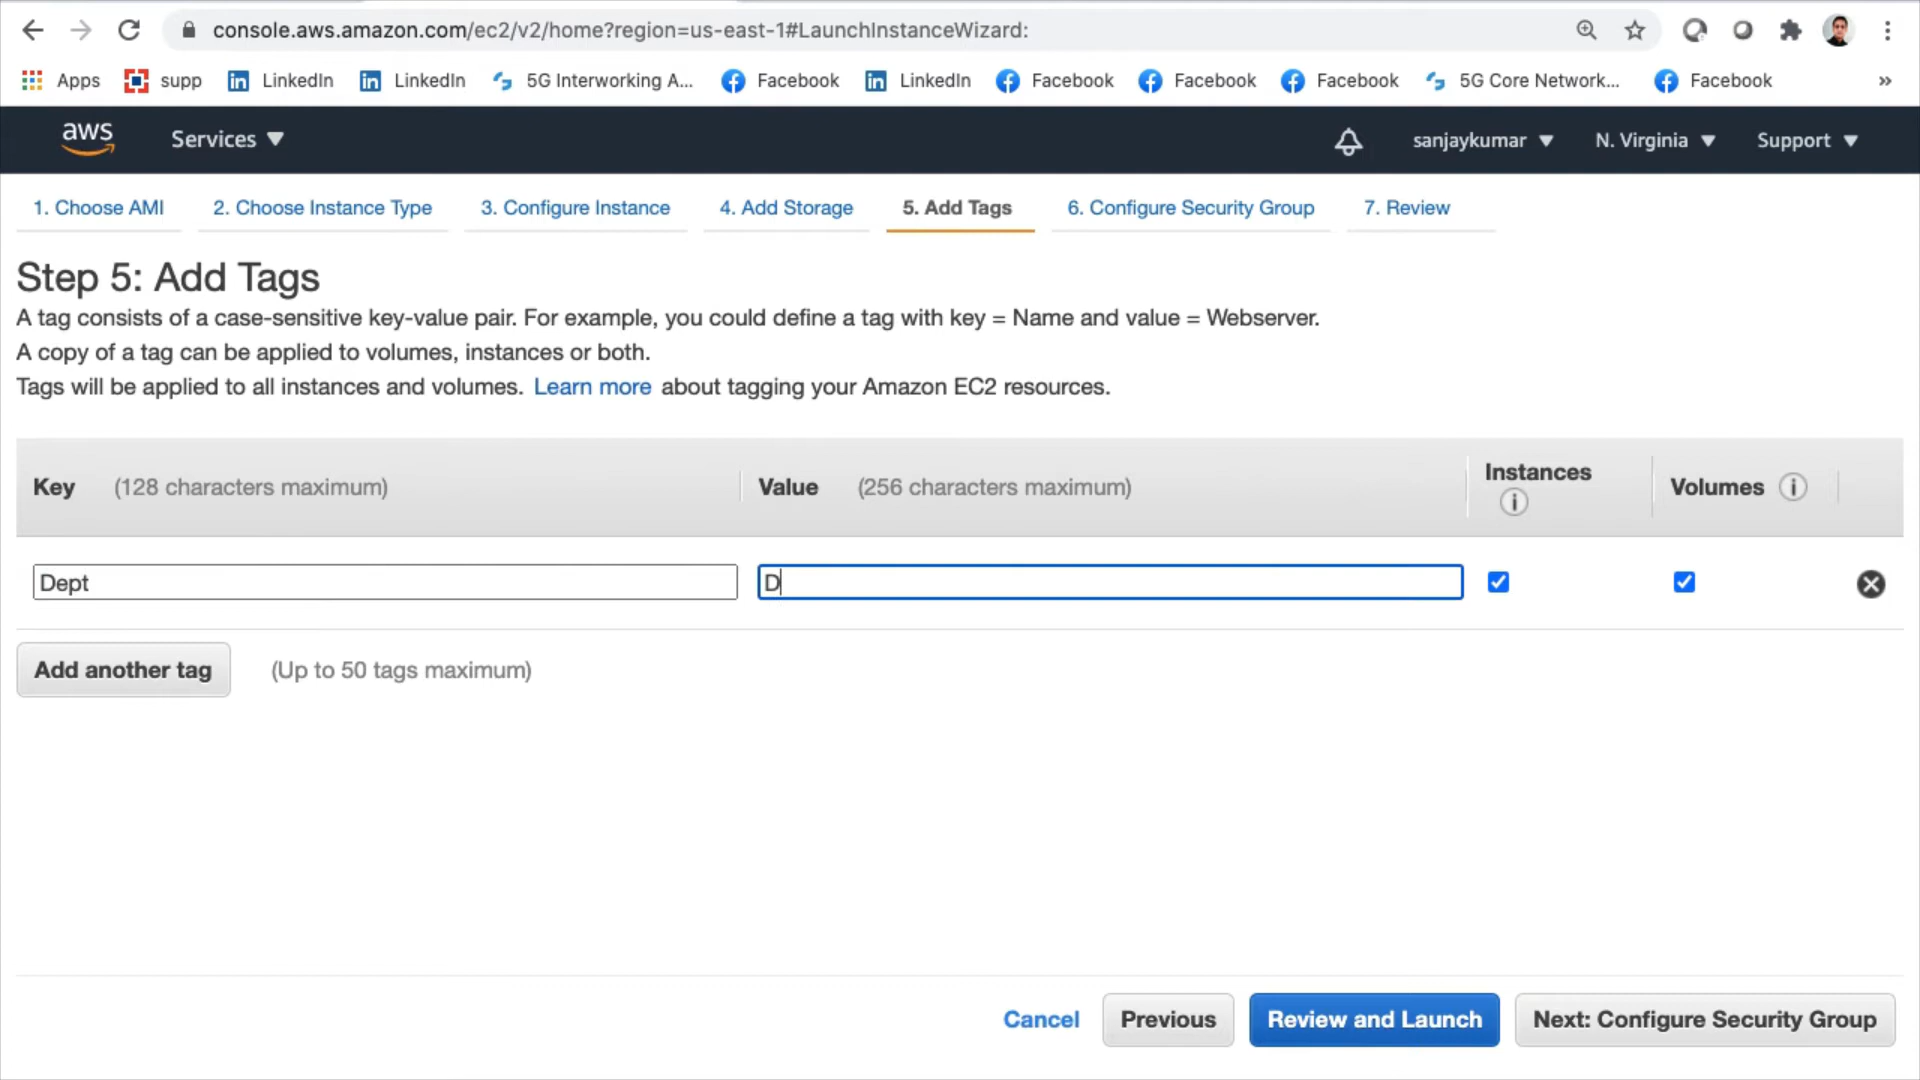 console.aws.amazon.com/ec2/v2/home?region=us-east-1#LaunchInstanceWizard:
Apps supp LinkedIn LinkedIn 5G Interworking A... Facebook LinkedIn Facebook Facebook Facebook 5G Core Network... Facebook »
aws Services sanjaykumar N. Virginia Support
1. Choose AMI 2. Choose Instance Type 3. Configure Instance 4. Add Storage 5. Add Tags 6. Configure Security Group 7. Review
Step 5: Add Tags
A tag consists of a case-sensitive key-value pair. For example, you could define a tag with key = Name and value = Webserver.
A copy of a tag can be applied to volumes, instances or both.
Tags will be applied to all instances and volumes. Learn more about tagging your Amazon EC2 resources.
Key (128 characters maximum) Value (256 characters maximum) Instances Volumes
Dept D
Add another tag (Up to 50 tags maximum)
Cancel Previous Review and Launch Next: Configure Security Group